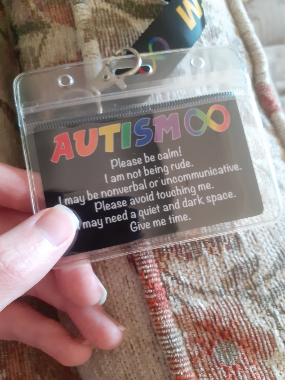 AUTISM
Please be calm!
I am not being rude.
I may be nonverbal or uncommunicative.
Please avoid touching me.
may need a quiet and dark space.
Give me time.